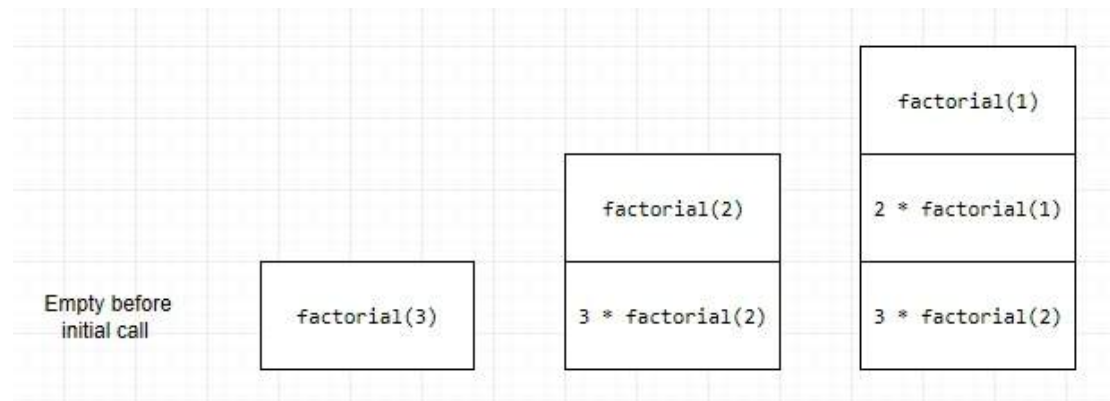 factorial(1)
factorial(2)
2 * factorial(1)
Empty before
initial call
factorial(3)
3 * factorial(2)
3 * factorial(2)